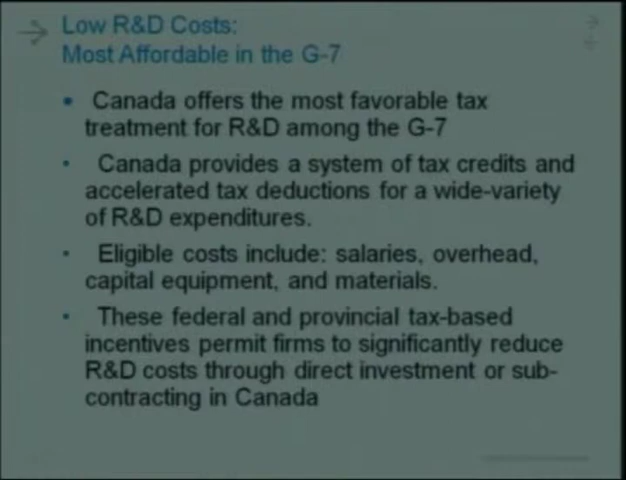 Low R&D Costs:
Most Affordable in the G-7
• Canada offers the most favorable tax
treatment for R&D among the G-7
• Canada provides a system of tax credits and
accelerated tax deductions for a wide-variety
of R&D expenditures.
• Eligible costs include: salaries, overhead,
capital equipment, and materials.
• These federal and provincial tax-based
incentives permit firms to significantly reduce
R&D costs through direct investment or sub-
contracting in Canada